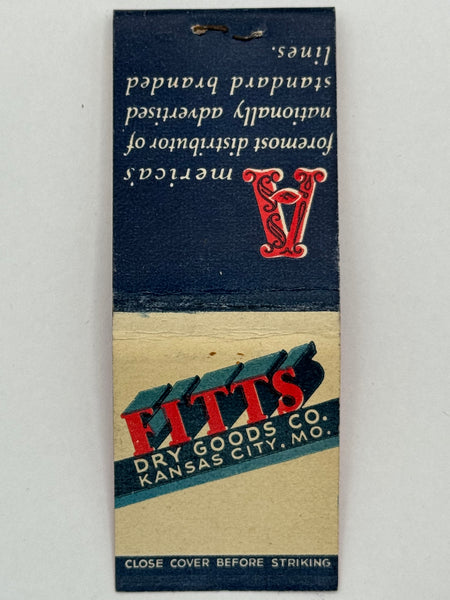 America's
foremost distributor of
nationally advertised
standard branded
lines.
FITTS
DRY GOODS CO.
KANSAS CITY, MO.
CLOSE COVER BEFORE STRIKING